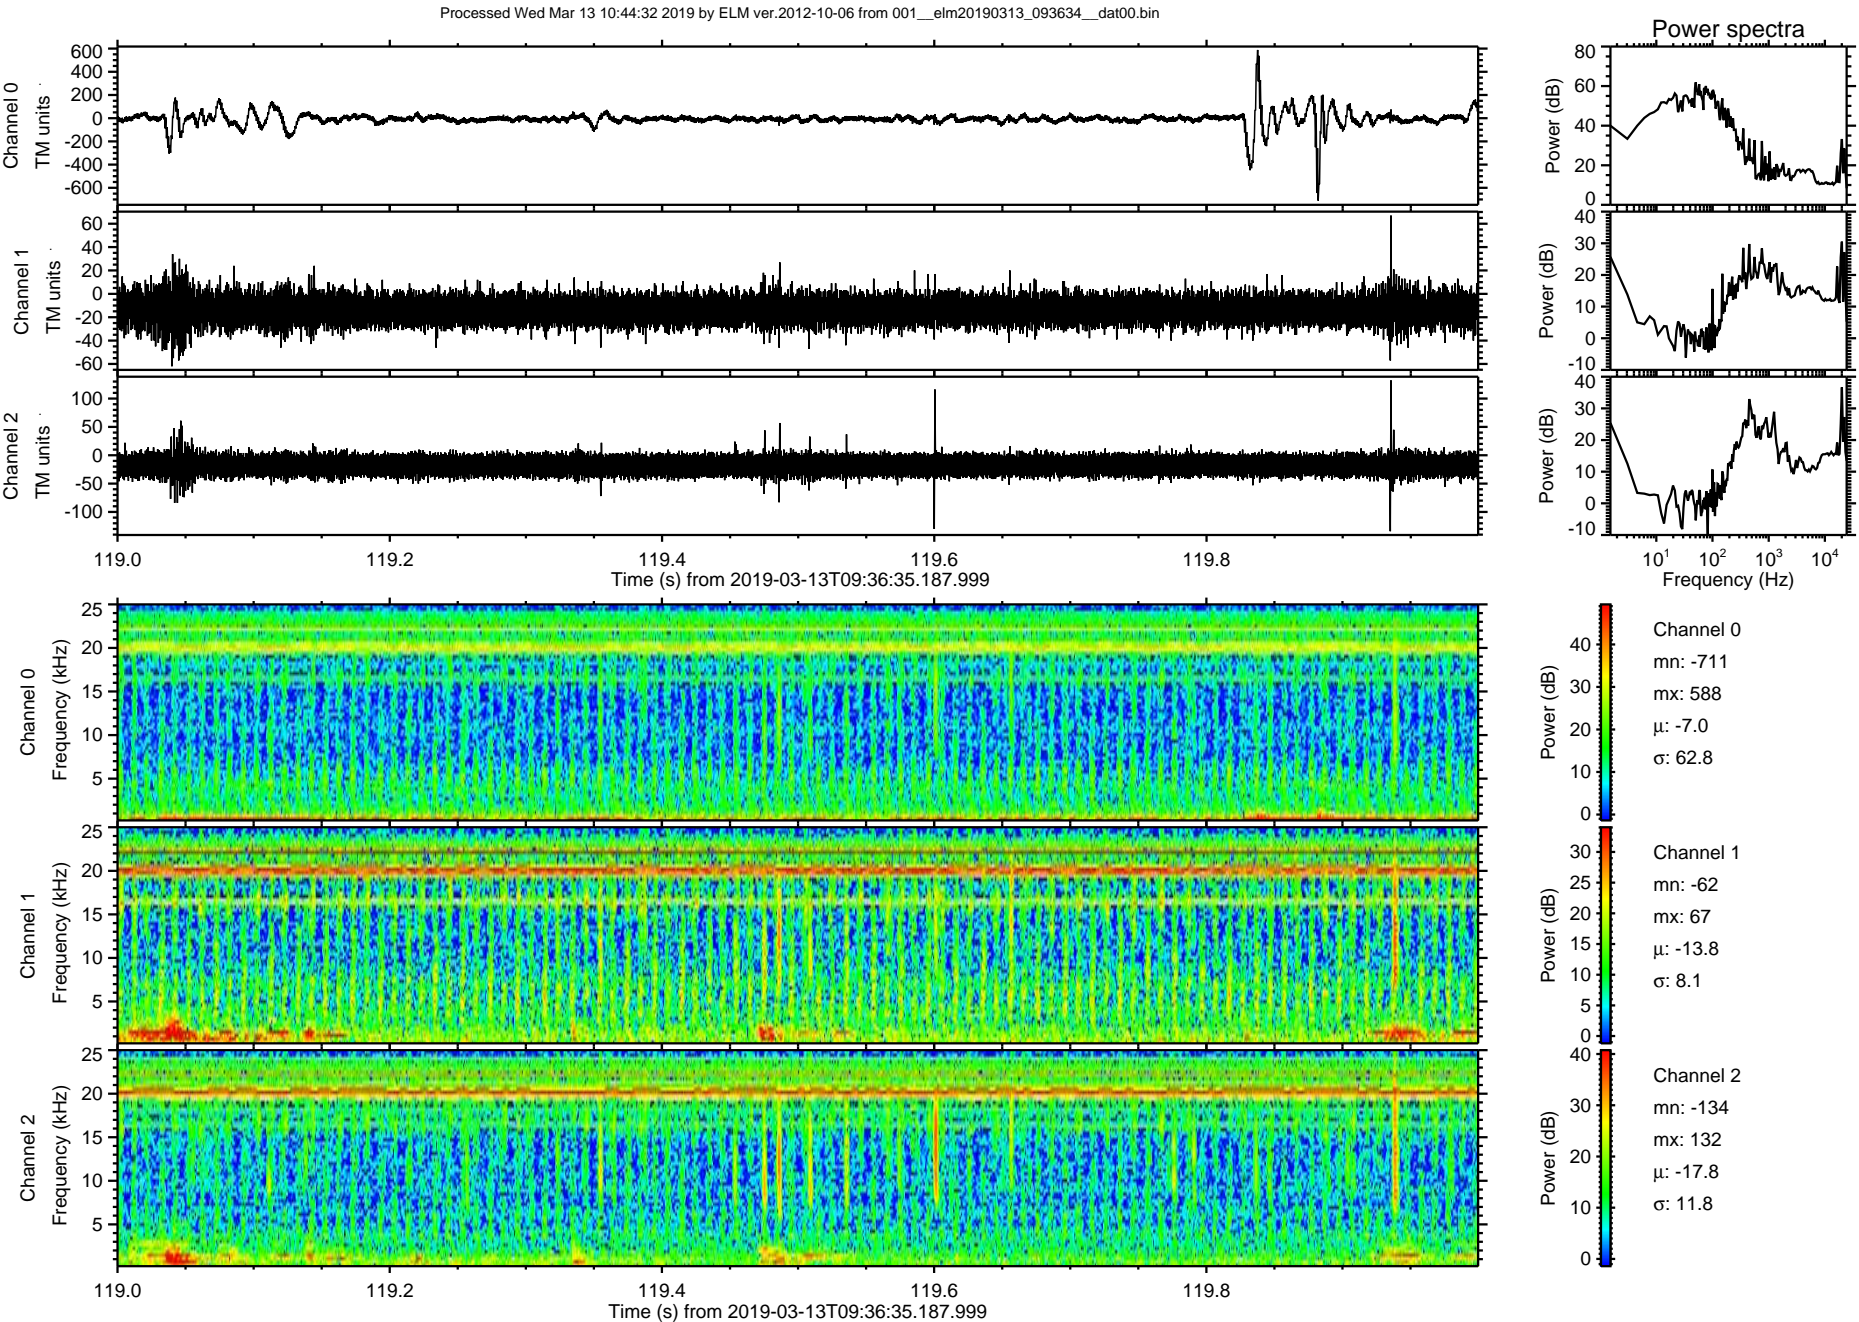 Processed Wed Mar 13 10:44:32 2019 by ELM ver.2012-10-06 from 001__elm20190313_093634__dat00.bin
Power spectra
Channel 0
TM units
600
400
200
0
-200
-400
-600
Power (dB)
80
60
40
20
0
Channel 1
TM units
60
40
20
0
-20
-40
-60
Power (dB)
40
30
20
10
0
-10
Channel 2
TM units
100
50
0
-50
-100
Power (dB)
40
30
20
10
0
-10
119.0 119.2 119.4 119.6 119.8
Time (s) from 2019-03-13T09:36:35.187.999
10¹ 10² 10³ 10⁴
Frequency (Hz)
Channel 0
Frequency (kHz)
25
20
15
10
5
Power (dB)
40
30
20
10
0
Channel 0
mn: -711
mx: 588
μ: -7.0
σ: 62.8
Channel 1
Frequency (kHz)
25
20
15
10
5
Power (dB)
30
25
20
15
10
5
0
Channel 1
mn: -62
mx: 67
μ: -13.8
σ: 8.1
Channel 2
Frequency (kHz)
25
20
15
10
5
Power (dB)
40
30
20
10
0
Channel 2
mn: -134
mx: 132
μ: -17.8
σ: 11.8
119.0 119.2 119.4 119.6 119.8
Time (s) from 2019-03-13T09:36:35.187.999